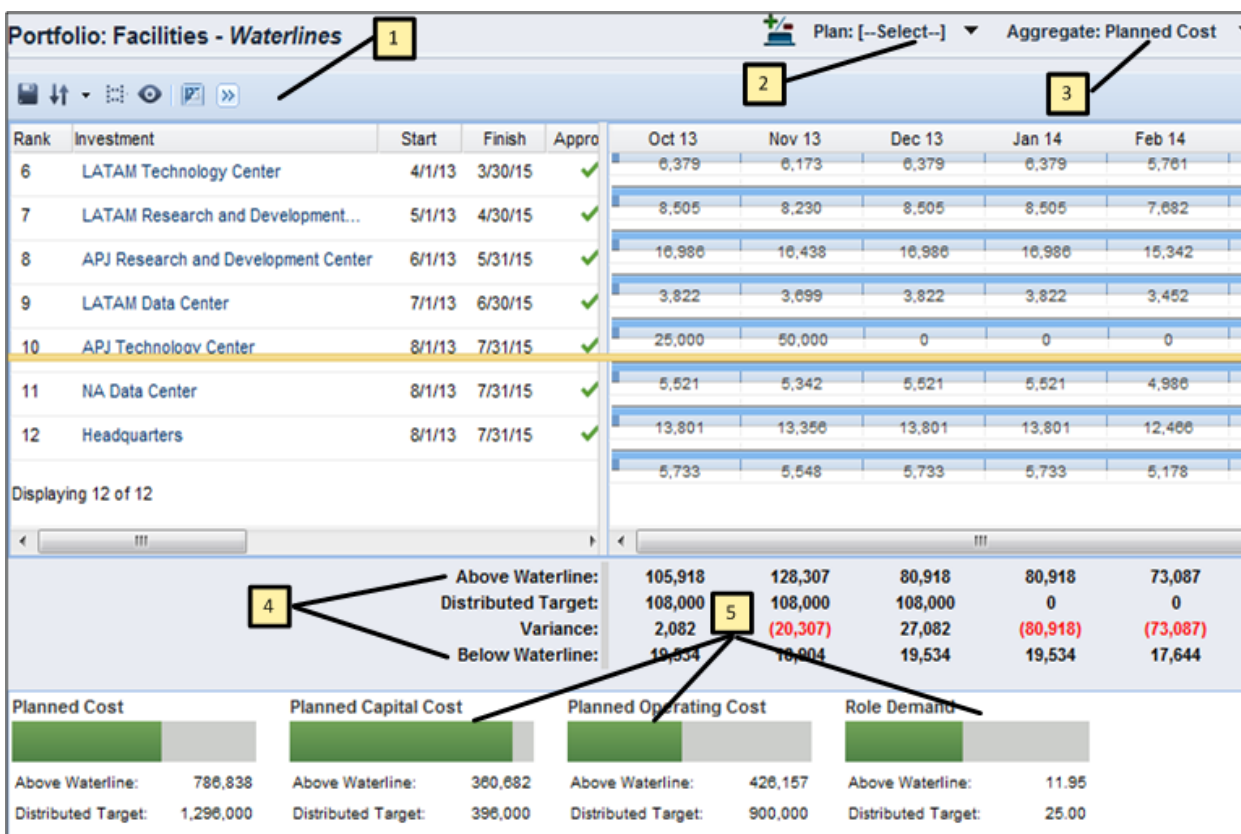 Portfolio: Facilities - Waterlines 1 Plan: [--Select--] Aggregate: Planned Cost
2 3
Rank Investment Start Finish Appro Oct 13 Nov 13 Dec 13 Jan 14 Feb 14
6 LATAM Technology Center 4/1/13 3/30/15 6,379 6,173 6,379 6,379 5,761
7 LATAM Research and Development... 5/1/13 4/30/15 8,505 8,230 8,505 8,505 7,682
8 APJ Research and Development Center 6/1/13 5/31/15 16,986 16,438 16,986 16,986 15,342
9 LATAM Data Center 7/1/13 6/30/15 3,822 3,699 3,822 3,822 3,452
10 APJ Technology Center 8/1/13 7/31/15 25,000 50,000 0 0 0
11 NA Data Center 8/1/13 7/31/15 5,521 5,342 5,521 5,521 4,986
12 Headquarters 8/1/13 7/31/15 13,801 13,356 13,801 13,801 12,466
5,733 5,548 5,733 5,733 5,178
Displaying 12 of 12
Above Waterline: 105,918 128,307 80,918 80,918 73,087
4 Distributed Target: 108,000 5 108,000 108,000 0 0
Variance: 2,082 (20,307) 27,082 (80,918) (73,087)
Below Waterline: 19,534 18,904 19,534 19,534 17,644
Planned Cost Planned Capital Cost Planned Operating Cost Role Demand
Above Waterline: 786,838 Above Waterline: 360,682 Above Waterline: 426,157 Above Waterline: 11.95
Distributed Target: 1,296,000 Distributed Target: 396,000 Distributed Target: 900,000 Distributed Target: 25.00